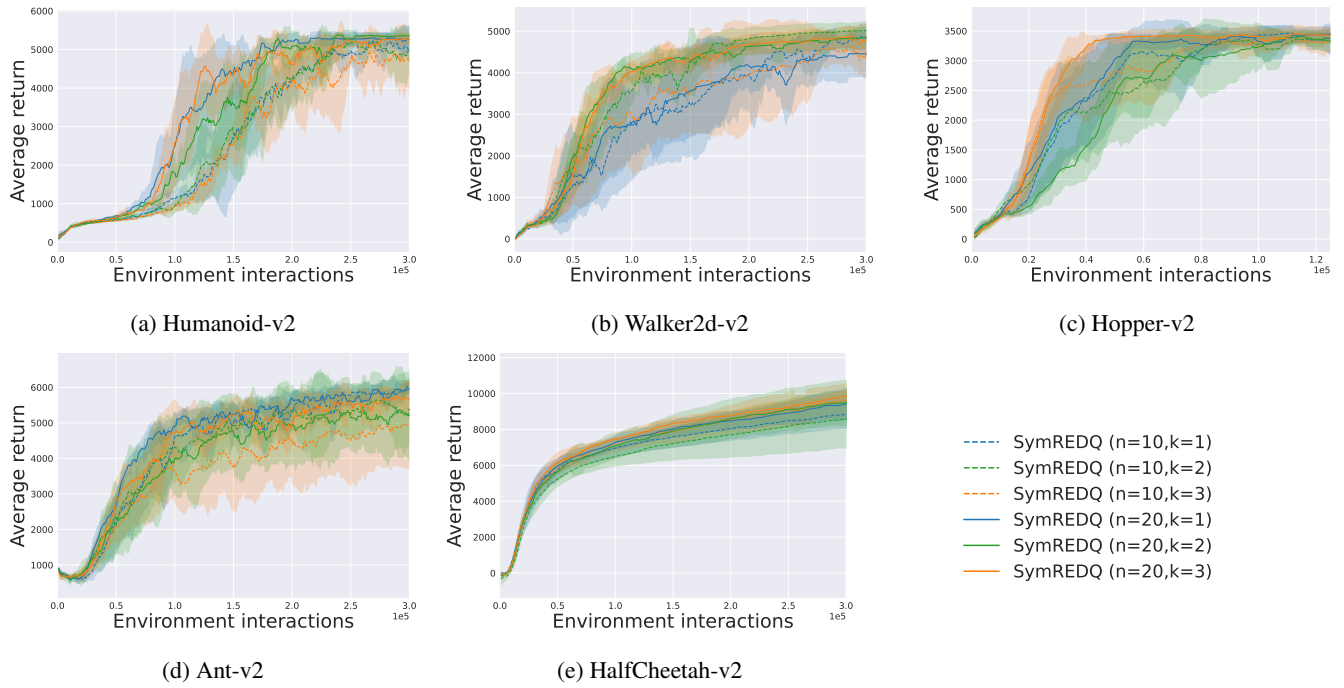 6000
5000
4000
3000
2000
1000
0
Average return
0.0 0.5 1.0 1.5 2.0 2.5 3.0
1e5
Environment interactions
(a) Humanoid-v2
5000
4000
3000
2000
1000
0
Average return
0.0 0.5 1.0 1.5 2.0 2.5 3.0
1e5
Environment interactions
(b) Walker2d-v2
3500
3000
2500
2000
1500
1000
500
0
Average return
0.0 0.2 0.4 0.6 0.8 1.0 1.2
1e5
Environment interactions
(c) Hopper-v2
6000
5000
4000
3000
2000
1000
Average return
0.0 0.5 1.0 1.5 2.0 2.5 3.0
1e5
Environment interactions
(d) Ant-v2
12000
10000
8000
6000
4000
2000
0
Average return
0.0 0.5 1.0 1.5 2.0 2.5 3.0
1e5
Environment interactions
(e) HalfCheetah-v2
SymREDQ (n=10,k=1)
SymREDQ (n=10,k=2)
SymREDQ (n=10,k=3)
SymREDQ (n=20,k=1)
SymREDQ (n=20,k=2)
SymREDQ (n=20,k=3)